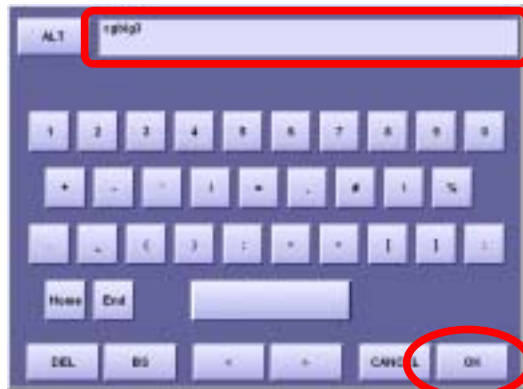 ALT
1 2 3 4 5 6 7 8 9 0
+ - # %
( ) : [ ] :
Home End
DEL BS CANCEL OK